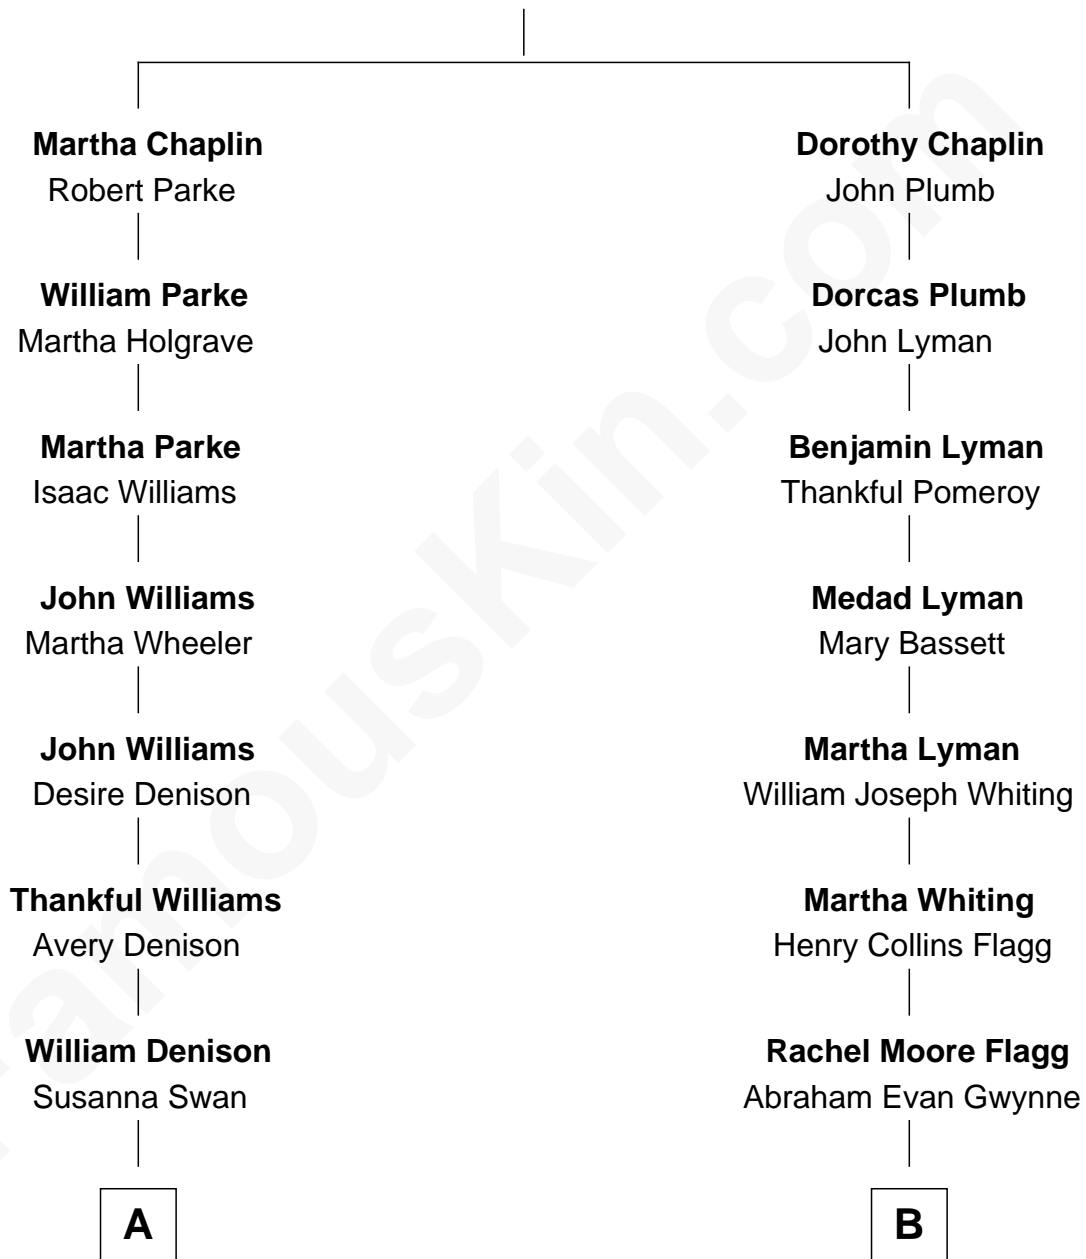 Martha Chaplin
Robert Parke
William Parke
Martha Holgrave
Martha Parke
Isaac Williams
John Williams
Martha Wheeler
John Williams
Desire Denison
Thankful Williams
Avery Denison
William Denison
Susanna Swan
A
Dorothy Chaplin
John Plumb
Dorcas Plumb
John Lyman
Benjamin Lyman
Thankful Pomeroy
Medad Lyman
Mary Bassett
Martha Lyman
William Joseph Whiting
Martha Whiting
Henry Collins Flagg
Rachel Moore Flagg
Abraham Evan Gwynne
B
FamousKin.com